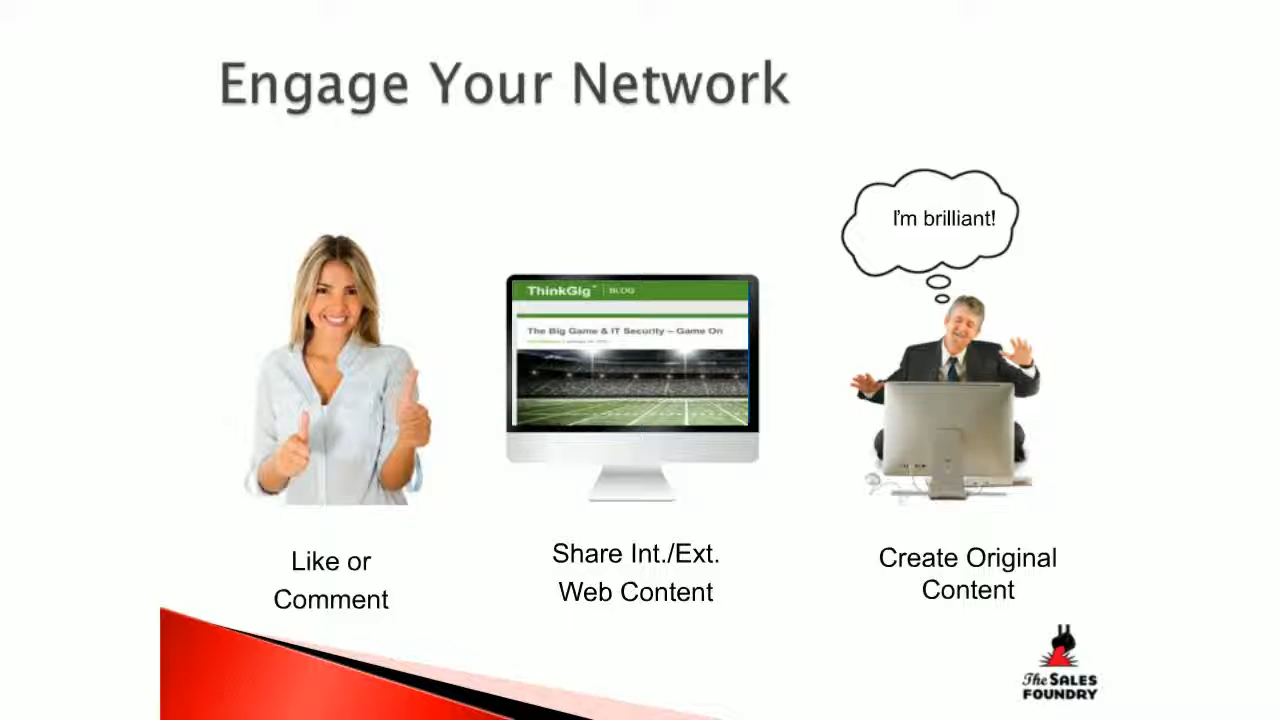 Engage Your Network
I'm brilliant!
ThinkGig™ | BLOG
The Big Game & IT Security – Game On
Like or
Comment
Share Int./Ext.
Web Content
Create Original
Content
The SALES
FOUNDRY